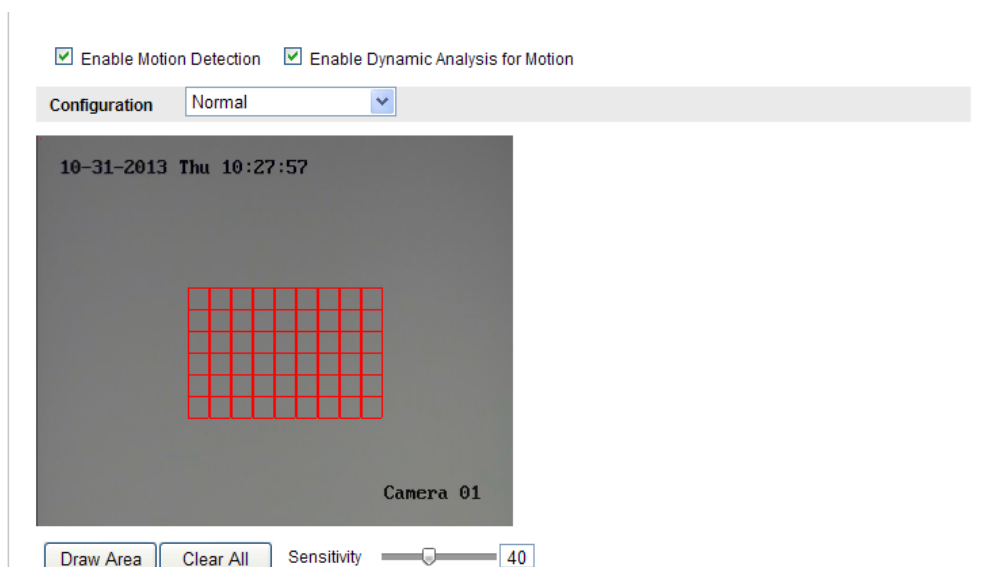 Enable Motion Detection Enable Dynamic Analysis for Motion
Configuration Normal
10-31-2013 Thu 10:27:57
Camera 01
Draw Area Clear All Sensitivity 40